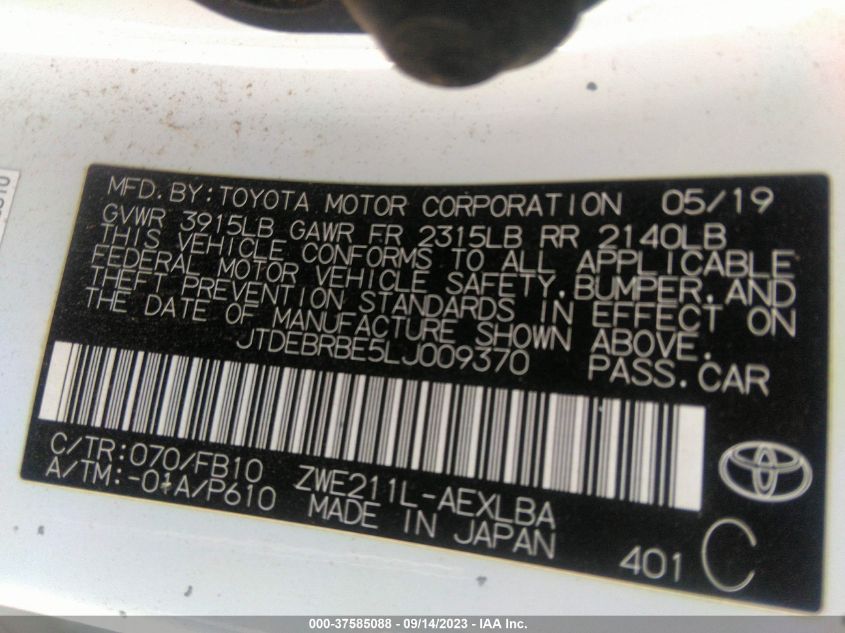 MFD.BY:TOYOTA MOTOR CORPORATION 05/19
GVWR 3915LB GAWR FR 2315LB RR 2140LB
THIS VEHICLE CONFORMS TO ALL APPLICABLE
FEDERAL MOTOR VEHICLE SAFETY,BUMPER,AND
THEFT PREVENTION STANDARDS IN EFFECT ON
THE DATE OF MANUFACTURE SHOWN ABOVE.
JTDEBRBE5LJ009370 PASS.CAR
C/TR:070/FB10 ZWE211L-AEXLBA
A/TM:-01A/P610 MADE IN JAPAN
401 C
000-37585088 - 09/14/2023 - IAA Inc.